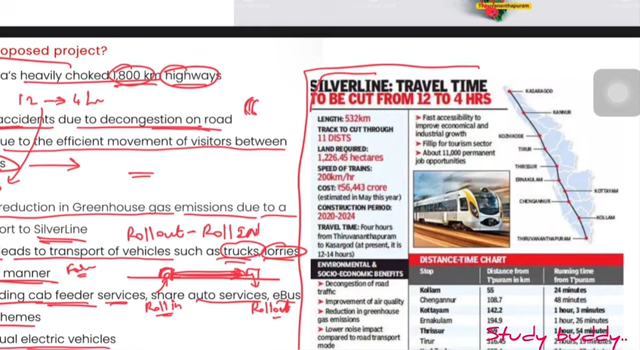 Thiruvananthapuram
oposed project?
a's heavily choked 1,800 km highways
12 → 4 hr
accidents due to decongestion on road
ue to the efficient movement of visitors between
s
reduction in Greenhouse gas emissions due to a
ort to SilverLine
Rollout - Roll END
eads to transport of vehicles such as trucks, lorries
manner
Roll in
Rollout
ding cab feeder services, share auto services, eBus
hemes
ual electric vehicles
SILVERLINE: TRAVEL TIME
TO BE CUT FROM 12 TO 4 HRS
LENGTH: 532km
TRACK TO CUT THROUGH
11 DISTS
LAND REQUIRED:
1,226.45 hectares
SPEED OF TRAINS:
200km/hr
COST: ₹56,443 crore
(estimated in May this year)
CONSTRUCTION PERIOD:
2020-2024
TRAVEL TIME: Four hours
from Thiruvananthapuram
to Kasargod (at present, it is
12-14 hours)
ENVIRONMENTAL &
SOCIO-ECONOMIC BENEFITS
➤ Decongestion of road
traffic
➤ Improvement of air quality
➤ Reduction in greenhouse
gas emissions
➤ Lower noise impact
compared to road transport
mode
➤ Fast accessibility to
improve economical and
industrial growth
➤ Fillip for tourism sector
➤ About 11,000 permanent
job opportunities
KASARAGOD
KANNUR
KOZHIKODE
TIRUR
THRISSUR
ERNAKULAM
KOTTAYAM
CHENGANNUR
KOLLAM
THIRUVANANTHAPURAM
DISTANCE-TIME CHART
Stop Distance from T'puram in km Running time from T'puram
Kollam 55 24 minutes
Chengannur 108.7 48 minutes
Kottayam 142.2 1 hour, 3 minutes
Ernakulam 194.9 1 hour, 26 minutes
Thrissur 1 hour, 54 minutes
Tirur
Study buddy..